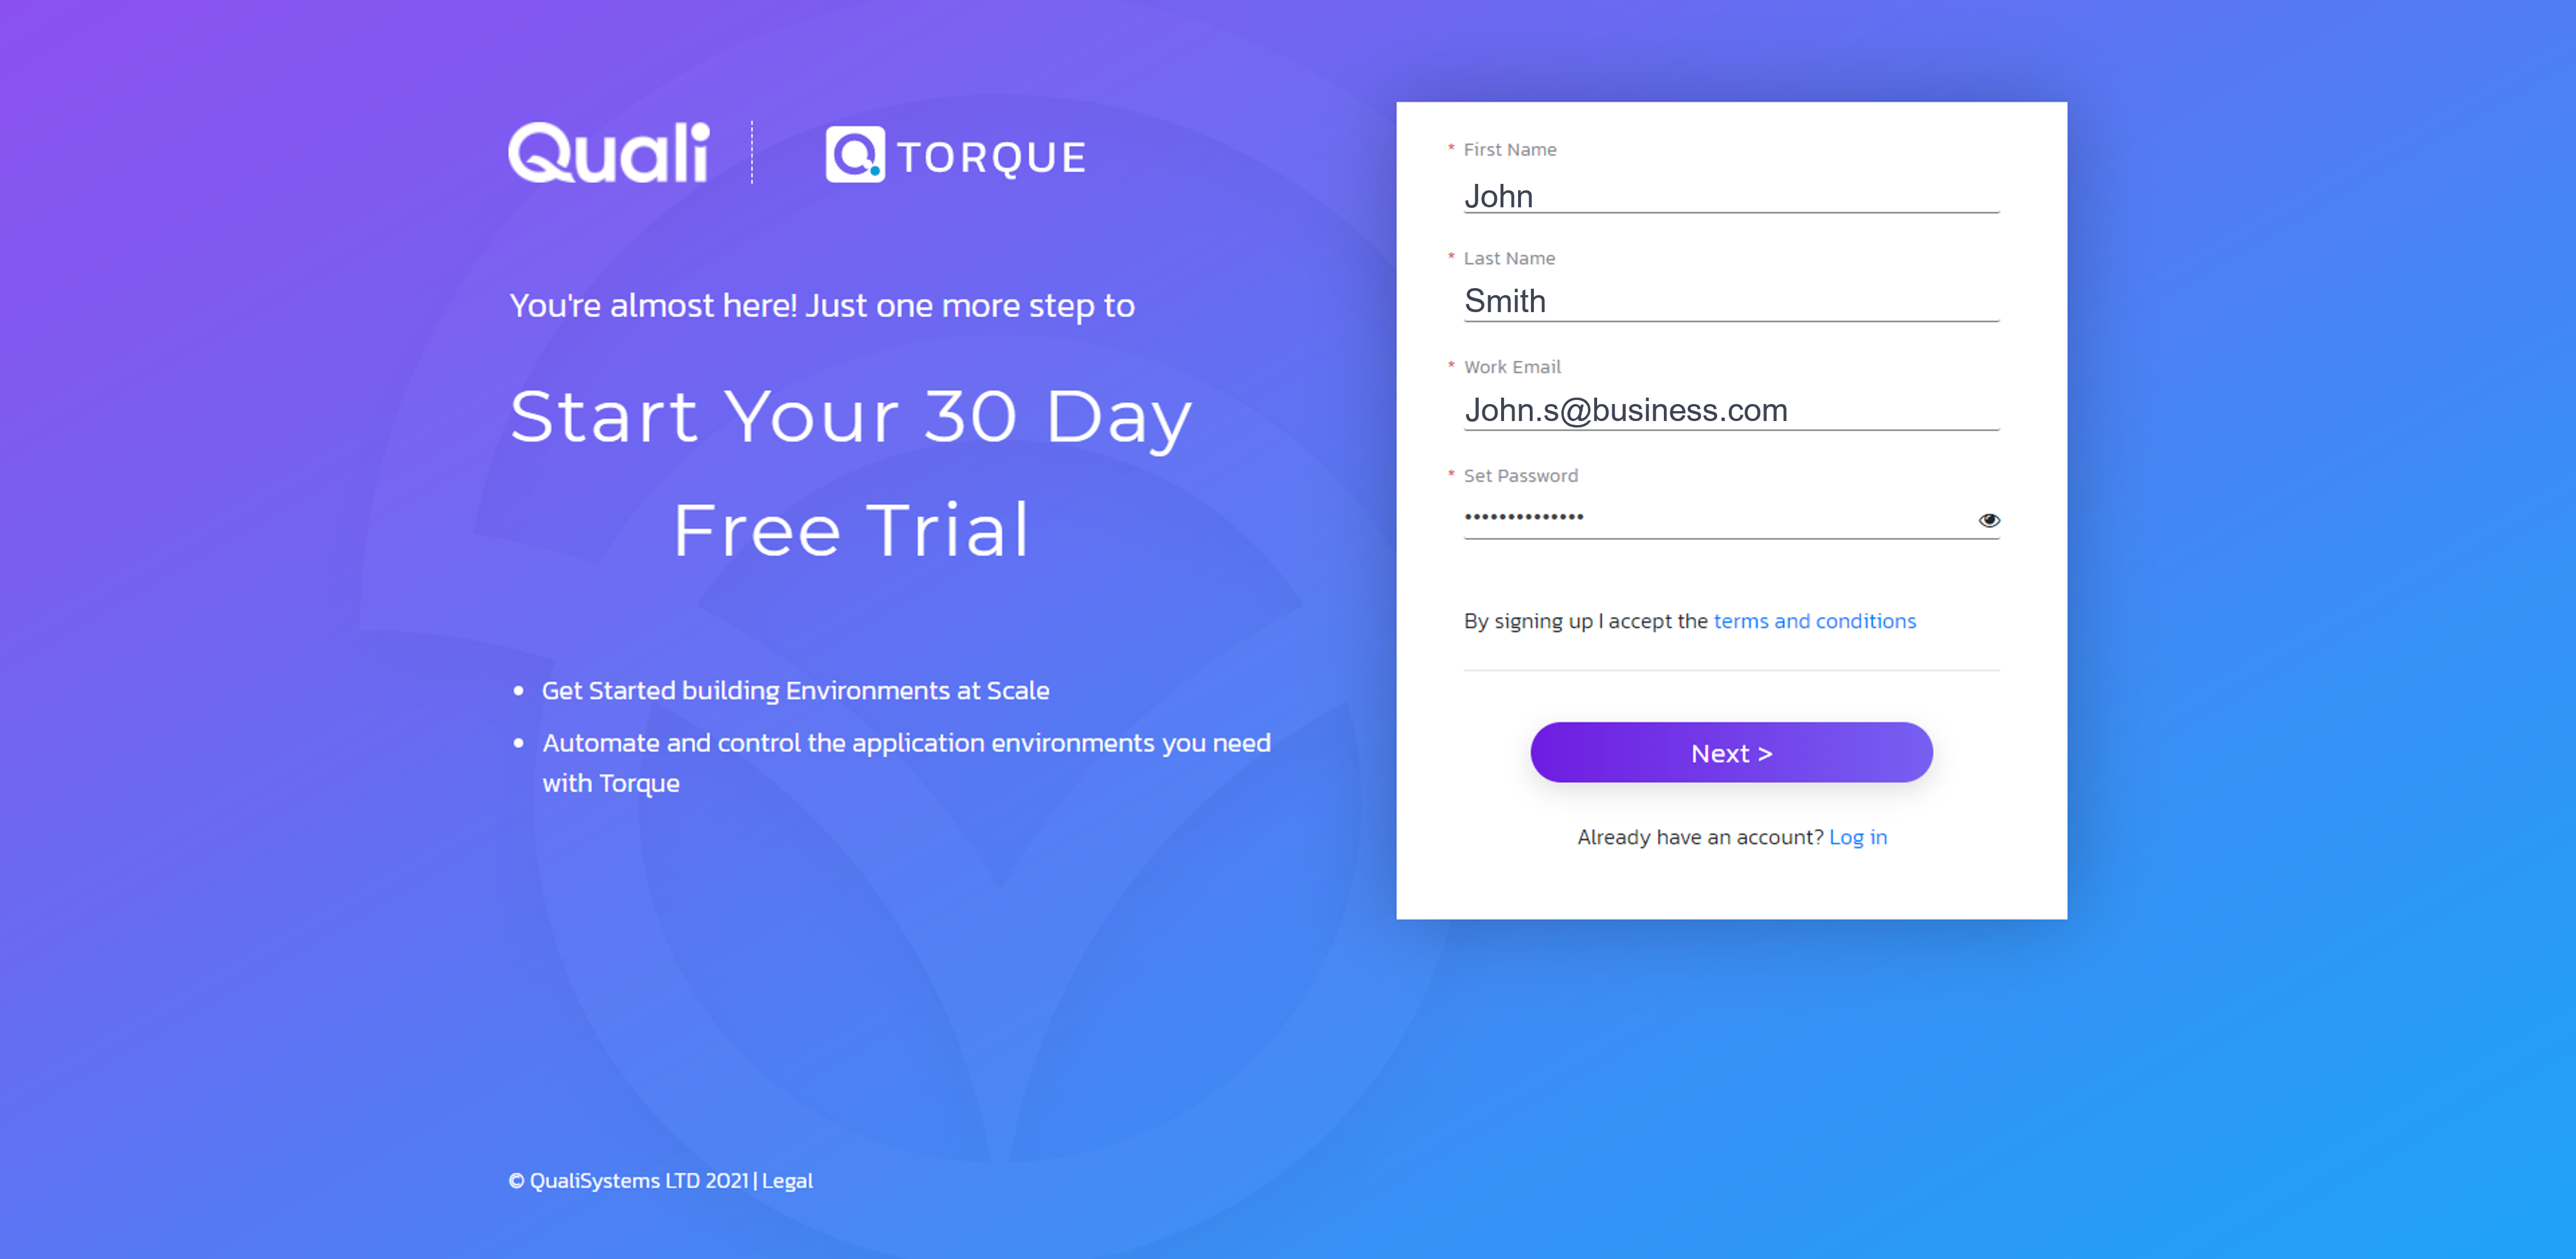 Quali
TORQUE
You're almost here! Just one more step to
Start Your 30 Day
Free Trial
• Get Started building Environments at Scale
• Automate and control the application environments you need
with Torque
© QualiSystems LTD 2021 | Legal
* First Name
John
* Last Name
Smith
* Work Email
John.s@business.com
* Set Password
••••••••••••••
By signing up I accept the terms and conditions
Next >
Already have an account? Log in